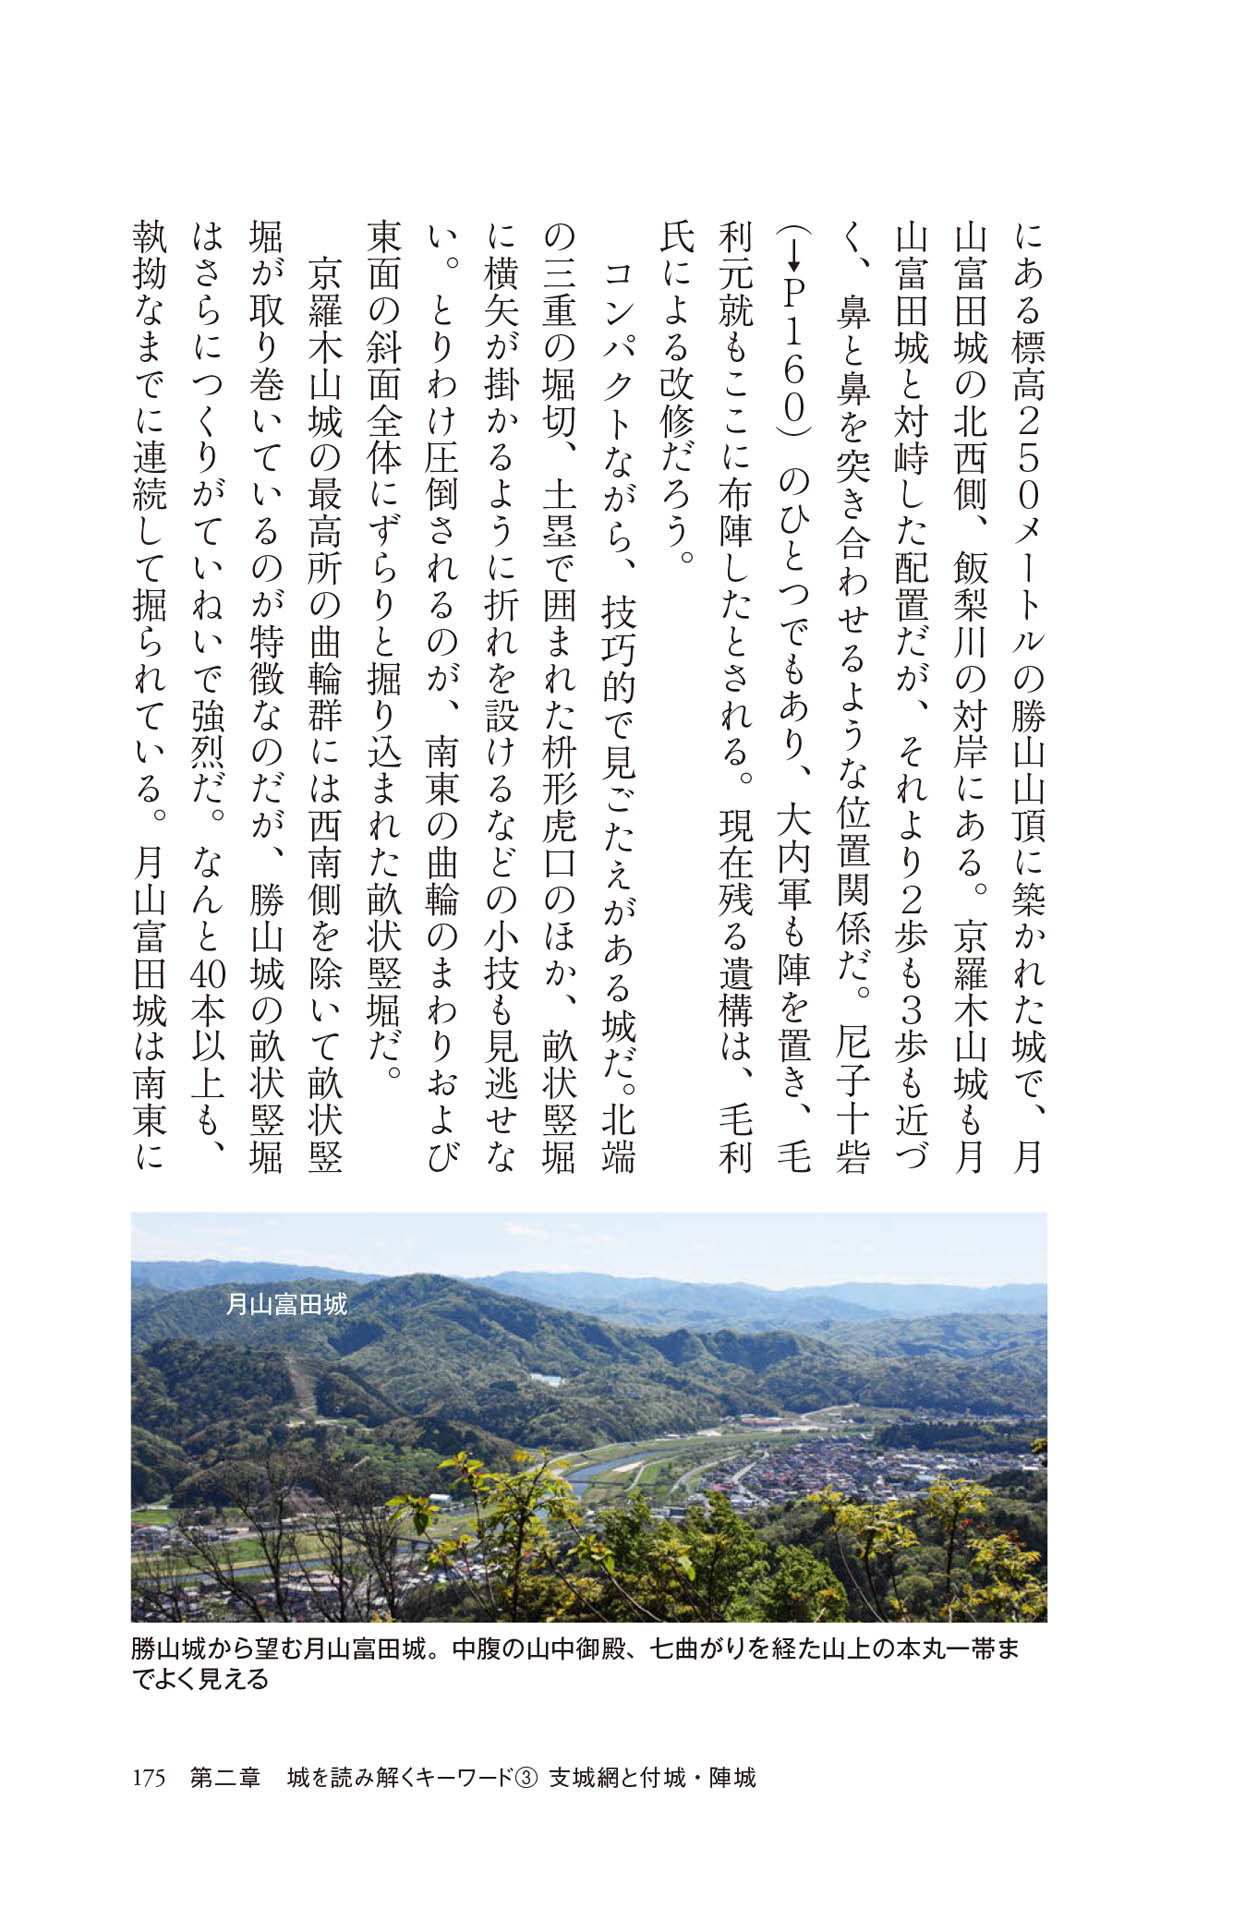 にある標高250メートルの勝山山頂に築かれた城で、月
山富田城の北西側、飯梨川の対岸にある。京羅木山城も月
山富田城と対峙した配置だが、それより2歩も3歩も近づ
く、鼻と鼻を突き合わせるような位置関係だ。尼子十砦
(→P160)のひとつでもあり、大内軍も陣を置き、毛
利元就もここに布陣したとされる。現在残る遺構は、毛利
氏による改修だろう。
コンパクトながら、技巧的で見ごたえがある城だ。北端
の三重の堀切、土塁で囲まれた枡形虎口のほか、畝状竪堀
に横矢が掛かるように折れを設けるなどの小技も見逃せな
い。とりわけ圧倒されるのが、南東の曲輪のまわりおよび
東面の斜面全体にずらりと掘り込まれた畝状竪堀だ。
京羅木山城の最高所の曲輪群には西南側を除いて畝状竪
堀が取り巻いているのが特徴なのだが、勝山城の畝状竪堀
はさらにつくりがていねいで強烈だ。なんと40本以上も、
執拗なまでに連続して掘られている。月山富田城は南東に
月山富田城
勝山城から望む月山富田城。中腹の山中御殿、七曲がりを経た山上の本丸一帯ま
でよく見える
175 第二章 城を読み解くキーワード③ 支城網と付城・陣城